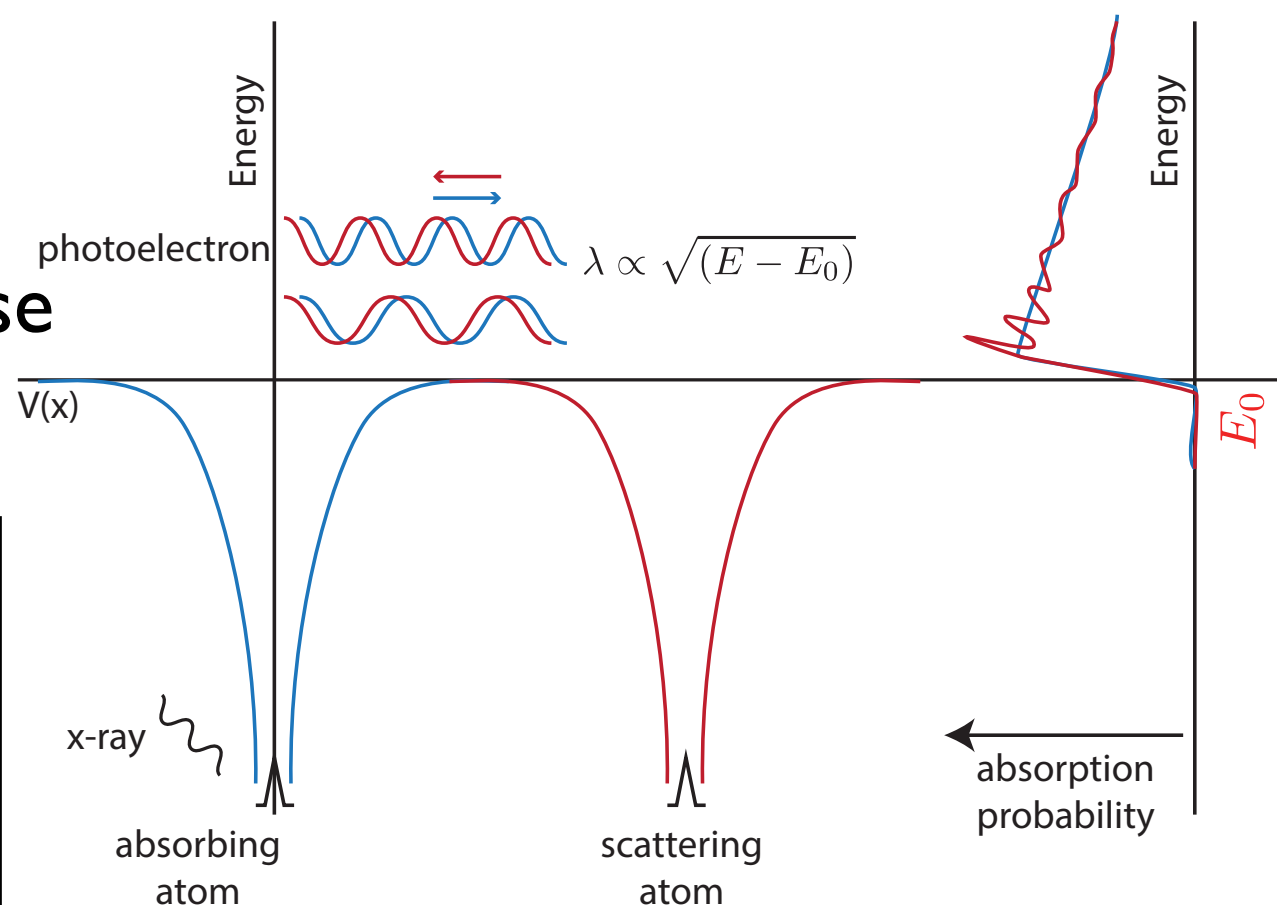 Energy
Energy
photoelectron
λ ∝ √(E − E₀)
se
V(x)
E₀
x-ray
absorption
probability
absorbing
atom
scattering
atom